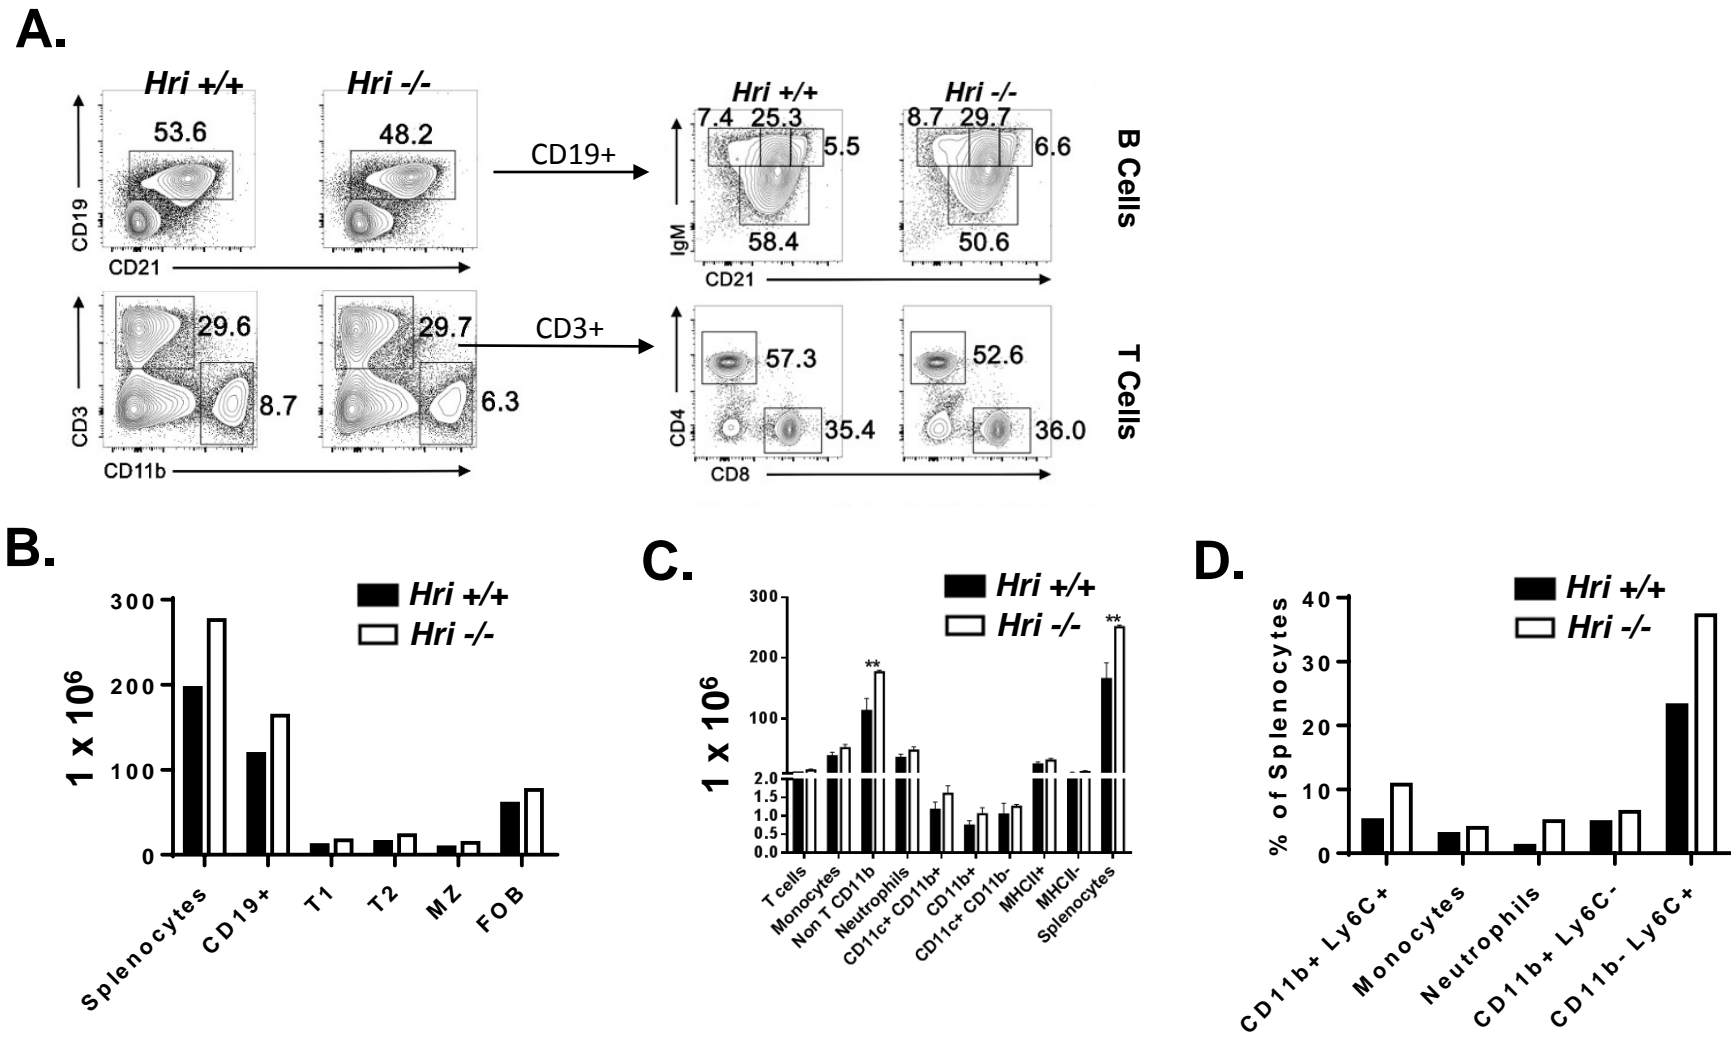 A.
Hri +/+
Hri -/-
53.6
48.2
CD19
CD21
CD19+
Hri +/+
Hri -/-
7.4 25.3
5.5
58.4
8.7 29.7
6.6
50.6
IgM
CD21
B Cells
29.6
8.7
29.7
6.3
CD3
CD11b
CD3+
57.3
35.4
52.6
36.0
CD4
CD8
T Cells
B.
Hri +/+
Hri -/-
1 x 10⁶
300
200
100
0
Splenocytes
CD19+
T1
T2
MZ
FOB
C.
Hri +/+
Hri -/-
1 x 10⁶
300
200
100
2.0
1.5
1.0
0.5
0.0
**
**
T cells
Monocytes
Non T CD11b
Neutrophils
CD11c+ CD11b+
CD11b+
CD11c+ CD11b-
MHCII+
MHCII-
Splenocytes
D.
Hri +/+
Hri -/-
% of Splenocytes
40
30
20
10
0
CD11b+ Ly6C+
Monocytes
Neutrophils
CD11b+ Ly6C-
CD11b- Ly6C+